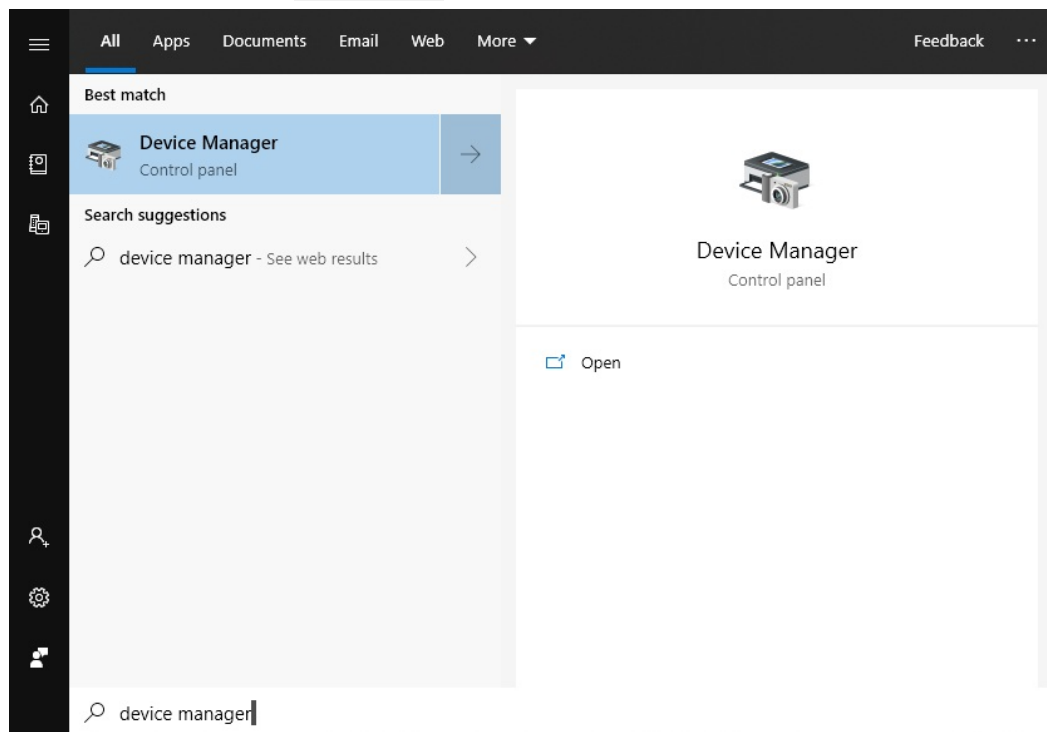 All Apps Documents Email Web More Feedback ...
Best match
Device Manager
Control panel
Search suggestions
device manager - See web results
Device Manager
Control panel
Open
device manager